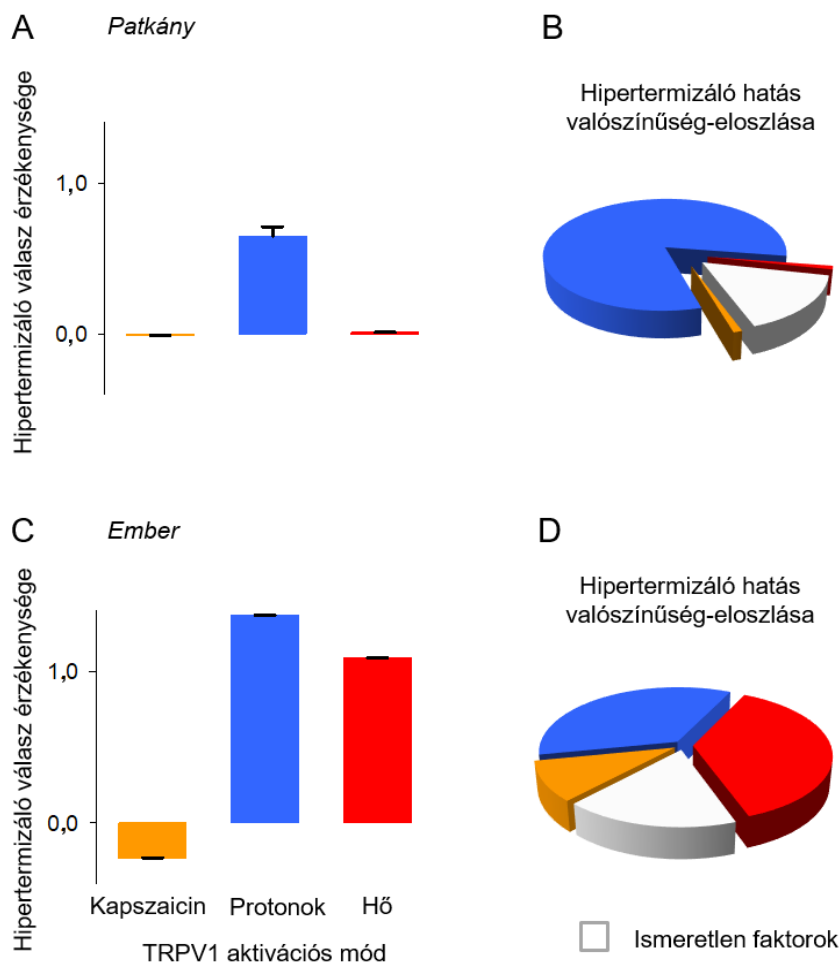 A
Patkány
Hipertermizáló válasz érzékenysége
1,0
0,0
B
Hipertermizáló hatás
valószínűség-eloszlása
C
Ember
Hipertermizáló válasz érzékenysége
1,0
0,0
Kapszaicin
Protonok
Hő
TRPV1 aktivációs mód
D
Hipertermizáló hatás
valószínűség-eloszlása
Ismeretlen faktorok